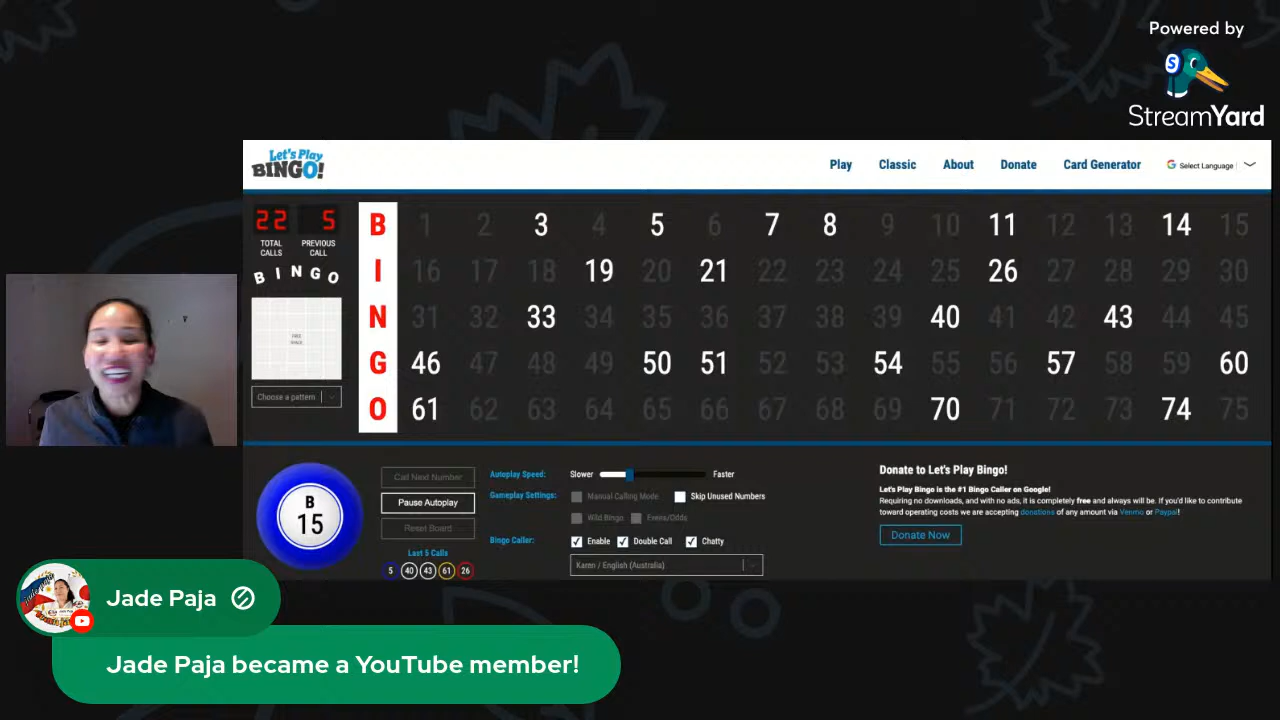 Powered by
StreamYard
Let's Play
BINGO!
Play
Classic
About
Donate
Card Generator
Select Language
22 5
TOTAL CALLS
PREVIOUS CALL
BINGO
FREE SPACE
Choose a pattern
B 1 2 3 4 5 6 7 8 9 10 11 12 13 14 15
I 16 17 18 19 20 21 22 23 24 25 26 27 28 29 30
N 31 32 33 34 35 36 37 38 39 40 41 42 43 44 45
G 46 47 48 49 50 51 52 53 54 55 56 57 58 59 60
O 61 62 63 64 65 66 67 68 69 70 71 72 73 74 75
B
15
Call Next Number
Pause Autoplay
Reset Board
Last 5 Calls
5 40 43 61 26
Autoplay Speed: Slower Faster
Gameplay Settings: Manual Calling Mode Skip Unused Numbers
Wild Bingo Evens/Odds
Bingo Caller: Enable Double Call Chatty
Karen / English (Australia)
Donate to Let's Play Bingo!
Let's Play Bingo is the #1 Bingo Caller on Google!
Requiring no downloads, and with no ads, it is completely free and always will be. If you'd like to contribute
toward operating costs we are accepting donations of any amount via Venmo or Paypal!
Donate Now
Jade Paja
Jade Paja became a YouTube member!